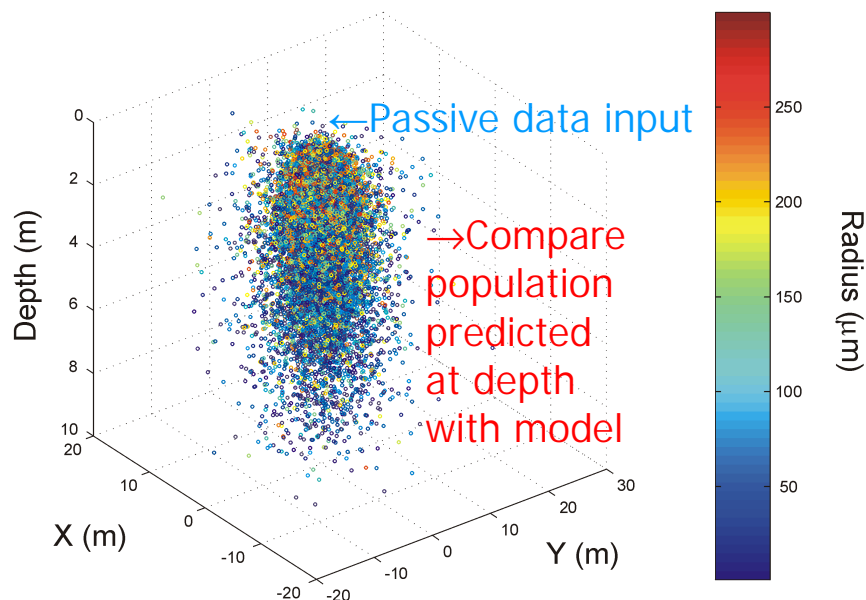 ←Passive data input
→Compare
population
predicted
at depth
with model
Depth (m)
0
2
4
6
8
10
X (m)
20
10
0
-10
-20
Y (m)
-20
-10
0
10
20
30
Radius (μm)
250
200
150
100
50